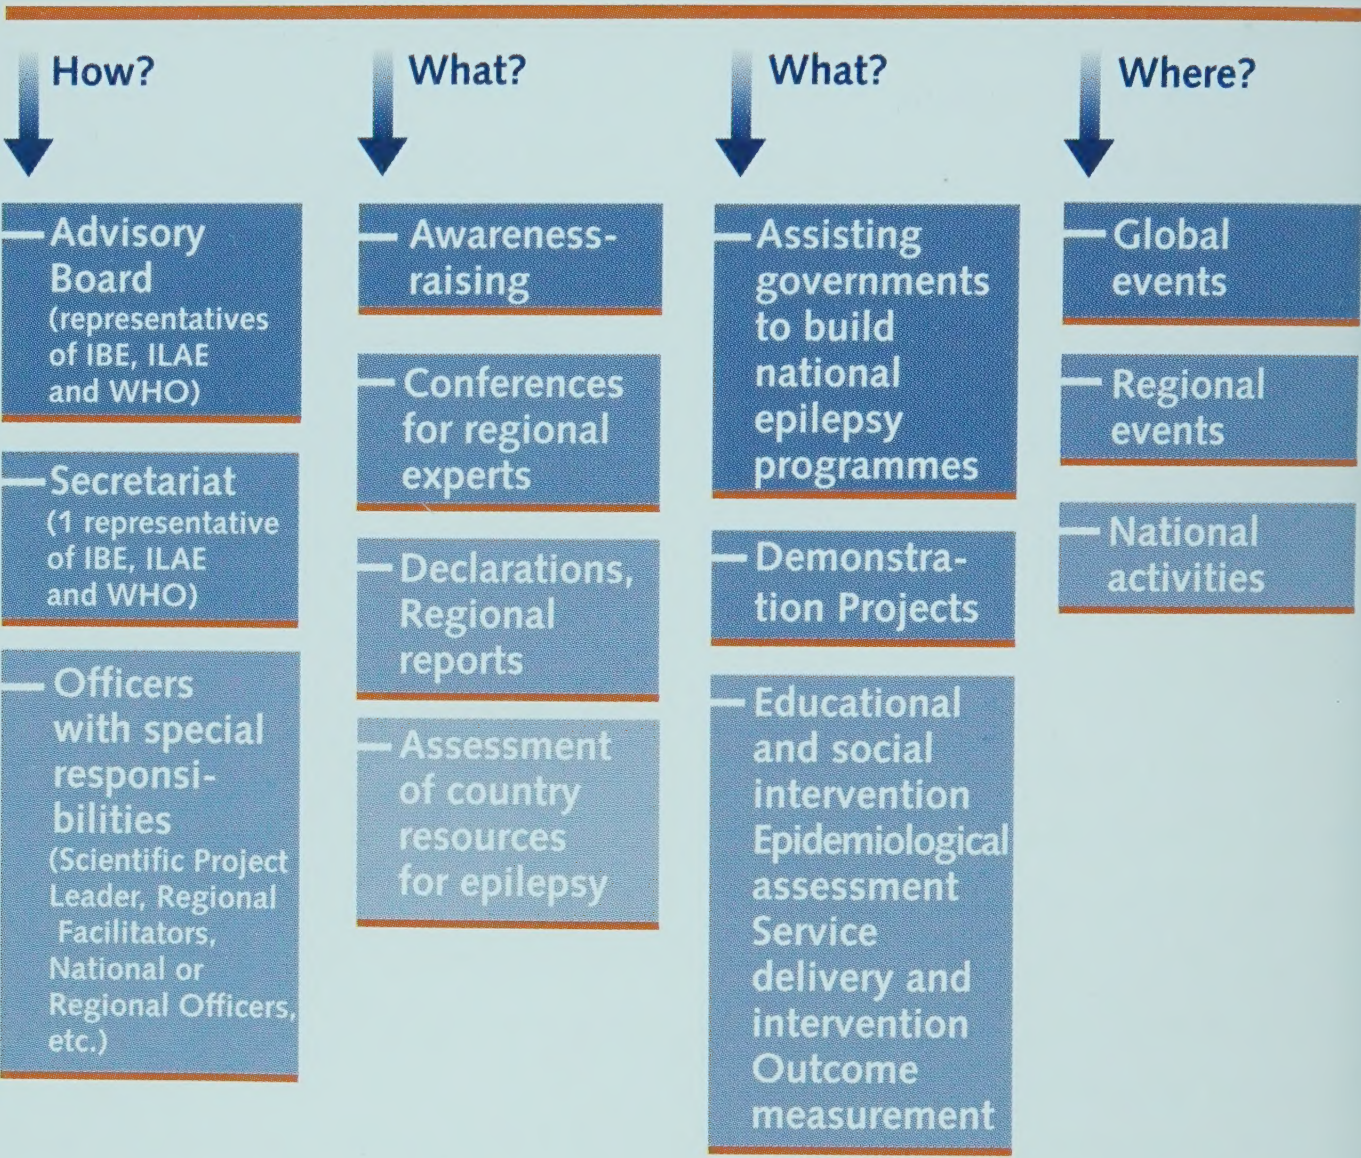 How?
Advisory
Board
(representatives
of IBE, ILAE
and WHO)
Secretariat
(1 representative
of IBE, ILAE
and WHO)
Officers
with special
responsi-
bilities
(Scientific Project
Leader, Regional
Facilitators,
National or
Regional Officers,
etc.)
What?
Awareness-
raising
Conferences
for regional
experts
Declarations,
Regional
reports
Assessment
of country
resources
for epilepsy
What?
Assisting
governments
to build
national
epilepsy
programmes
Demonstra-
tion Projects
Educational
and social
intervention
Epidemiological
assessment
Service
delivery and
intervention
Outcome
measurement
Where?
Global
events
Regional
events
National
activities